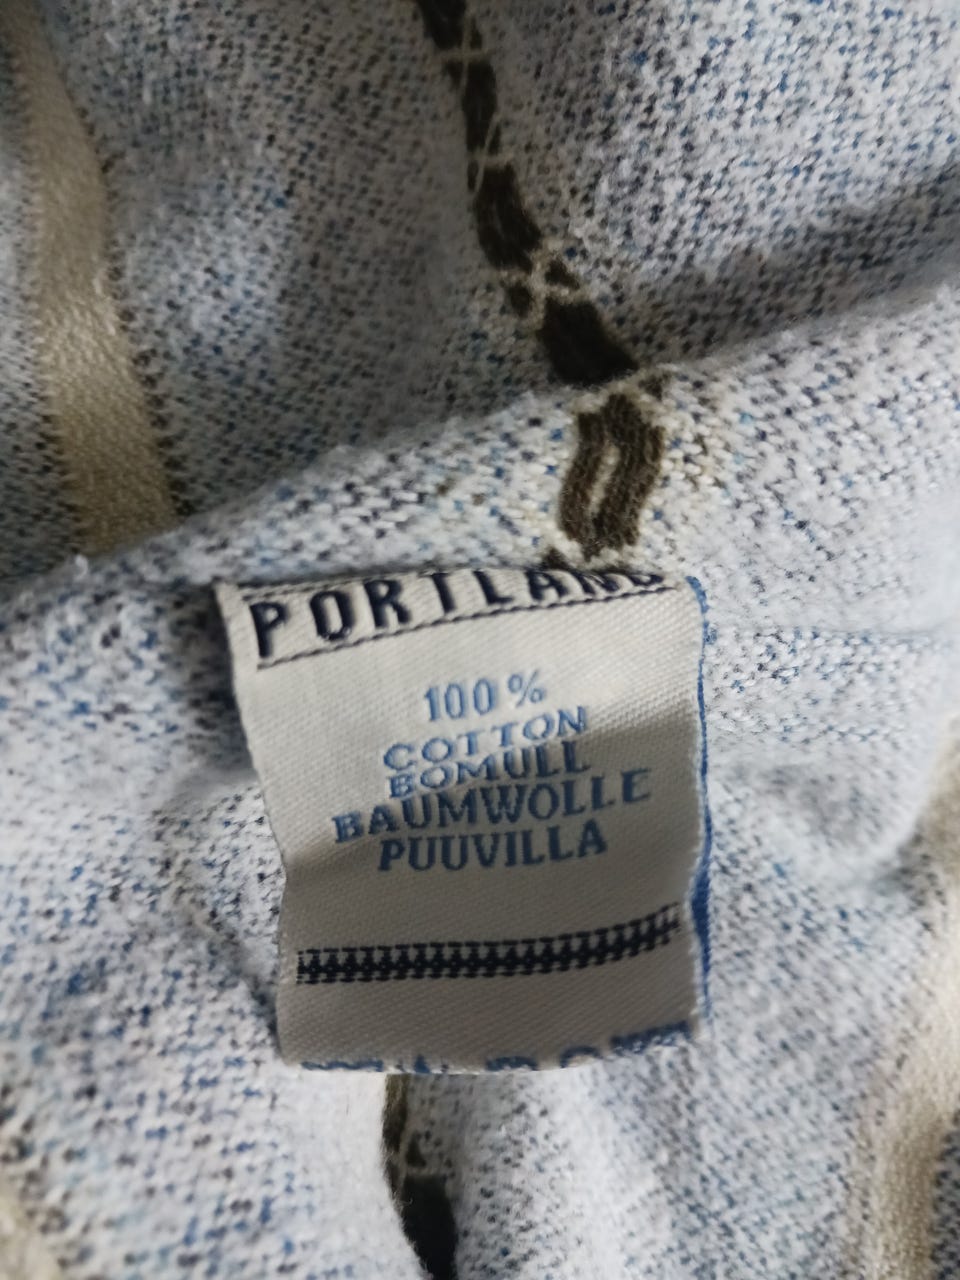 PORTLAND
100 %
COTTON
BOMULL
BAUMWOLLE
PUUVILLA